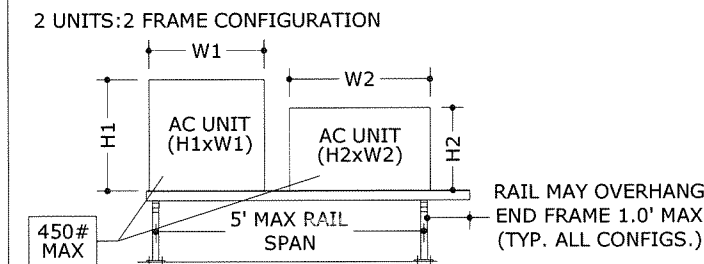 2 UNITS:2 FRAME CONFIGURATION
W1
W2
H1
AC UNIT
(H1xW1)
AC UNIT
(H2xW2)
H2
RAIL MAY OVERHANG
END FRAME 1.0' MAX
(TYP. ALL CONFIGS.)
5' MAX RAIL
SPAN
450#
MAX